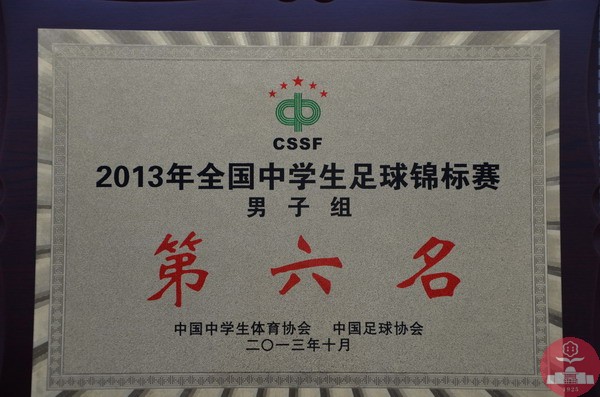 CSSF
2013年全国中学生足球锦标赛
男子组
第六名
中国中学生体育协会 中国足球协会
二〇一三年十月